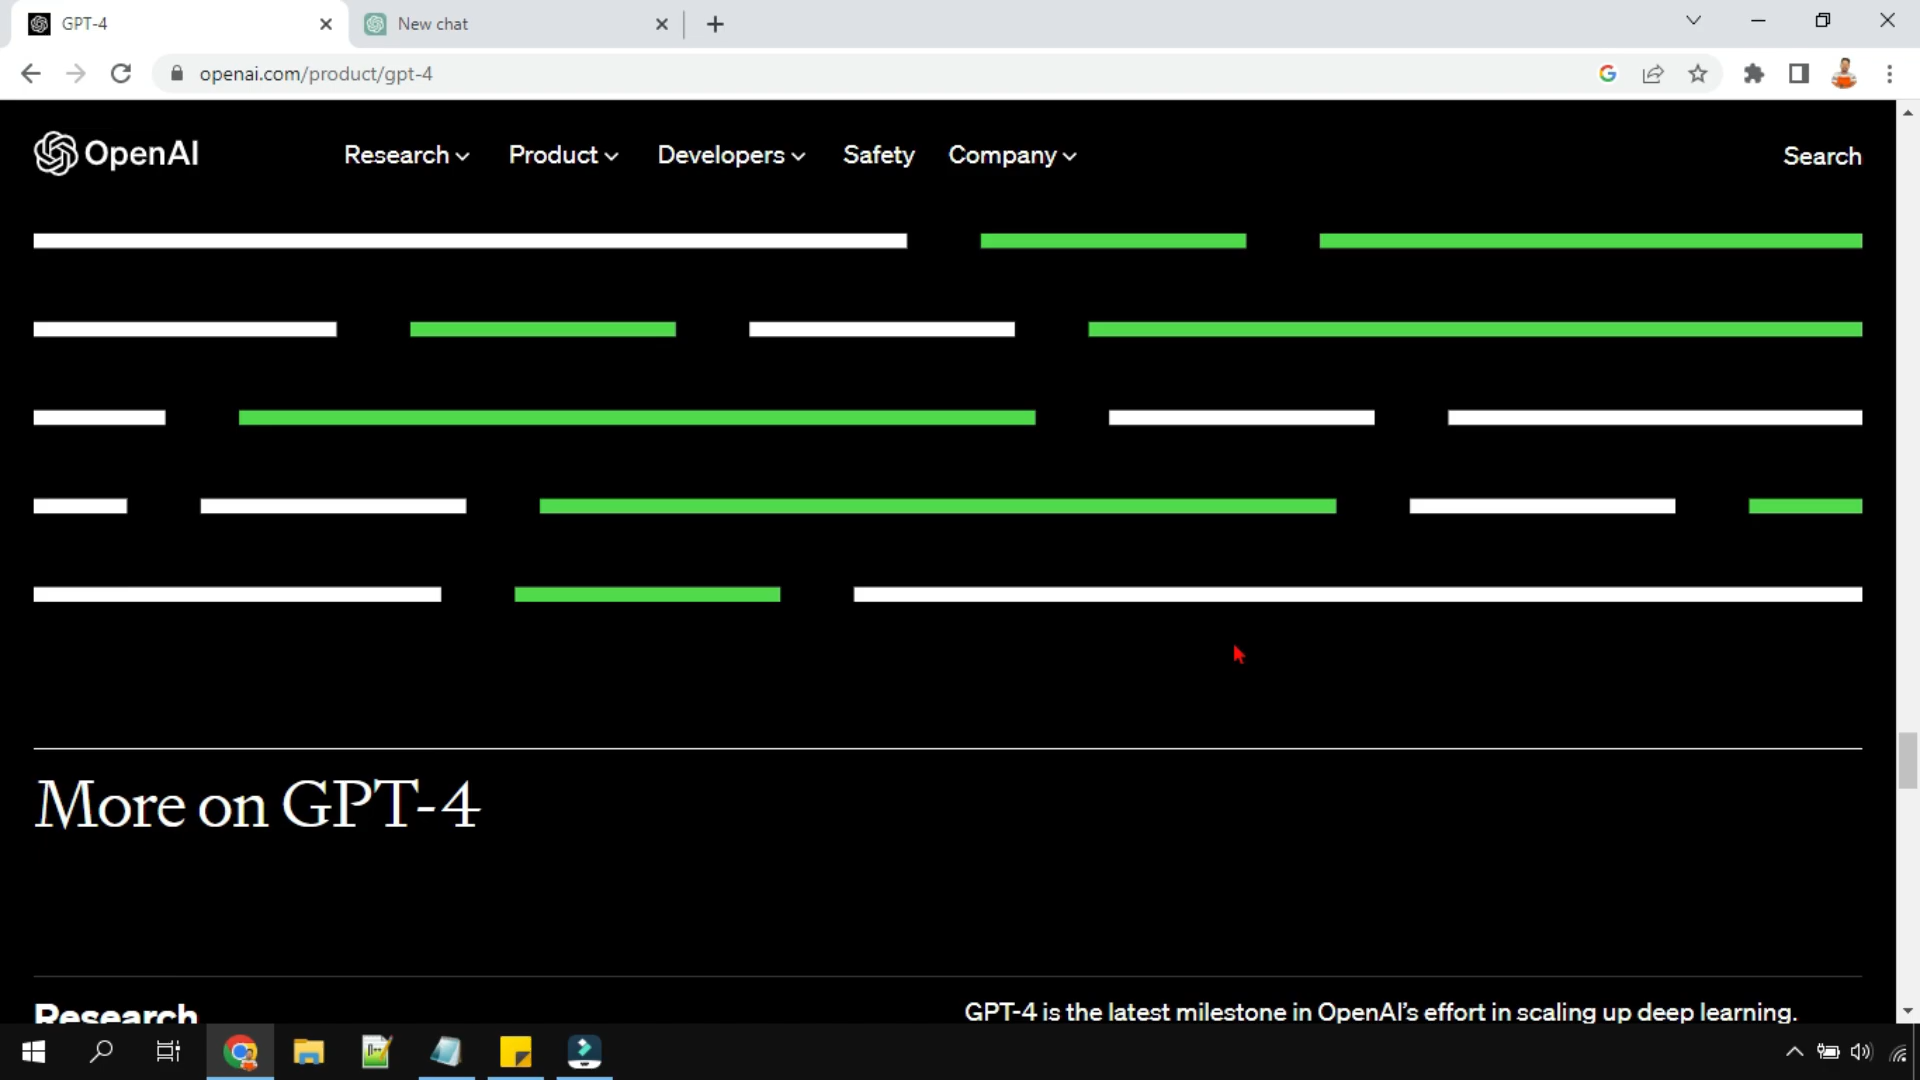 GPT-4
New chat
openai.com/product/gpt-4
OpenAI
Research
Product
Developers
Safety
Company
Search
More on GPT-4
Research
GPT-4 is the latest milestone in OpenAI’s effort in scaling up deep learning.